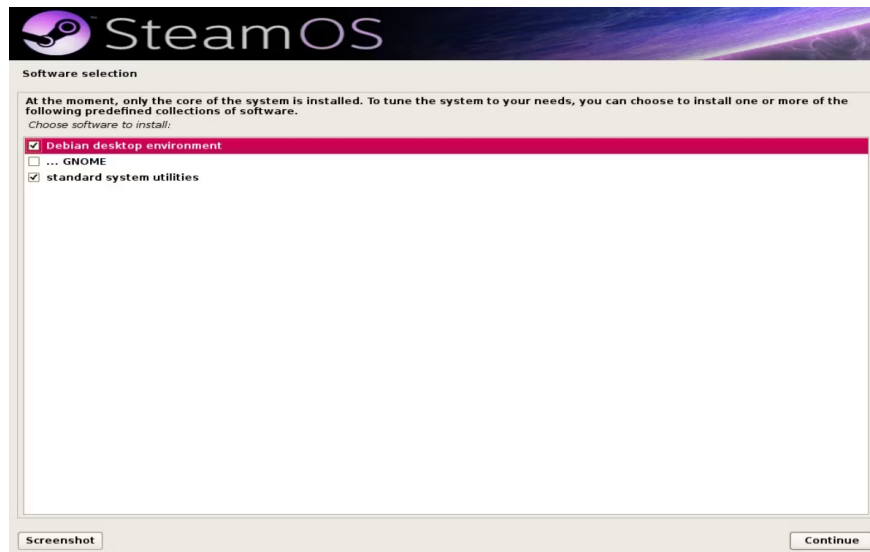 SteamOS
Software selection
At the moment, only the core of the system is installed. To tune the system to your needs, you can choose to install one or more of the
following predefined collections of software.
Choose software to install:
Debian desktop environment
... GNOME
standard system utilities
Screenshot
Continue